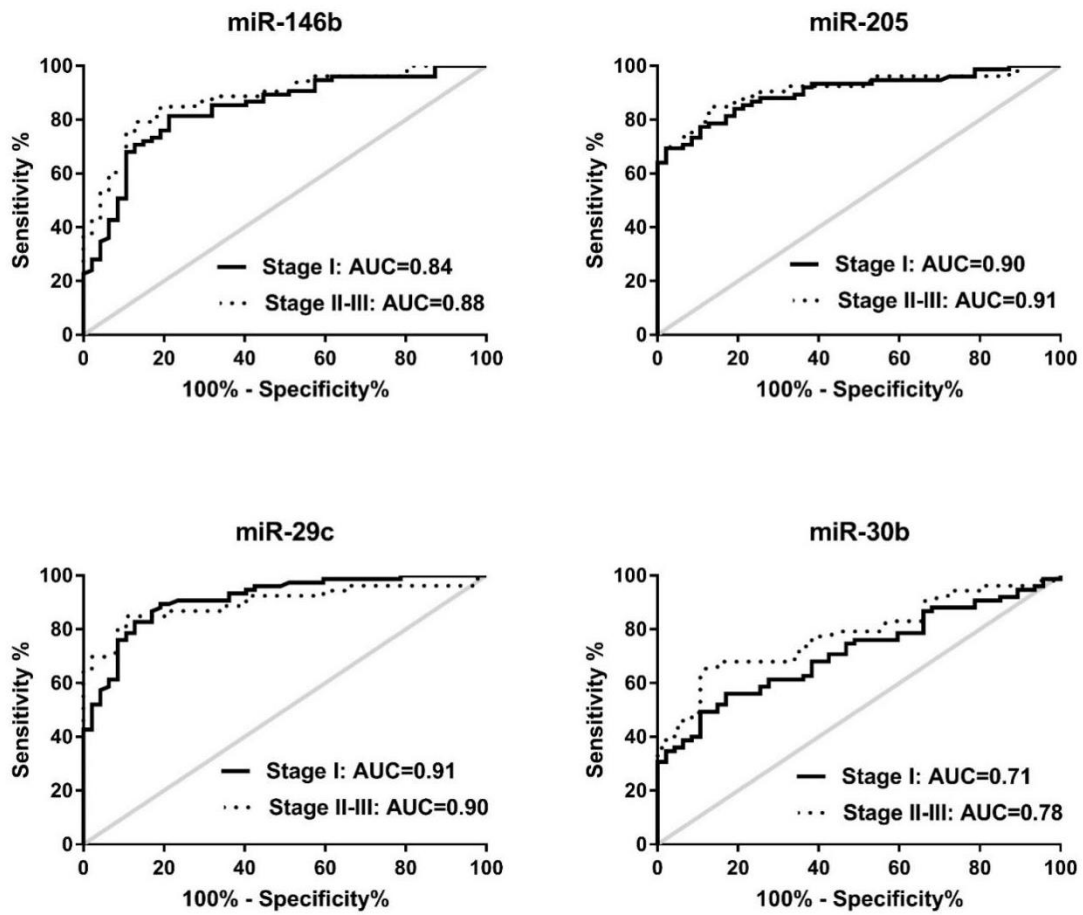 miR-146b
100
80
60
40
20
0
Sensitivity %
Stage I: AUC=0.84
Stage II-III: AUC=0.88
0 20 40 60 80 100
100% - Specificity%
miR-205
100
80
60
40
20
0
Sensitivity %
Stage I: AUC=0.90
Stage II-III: AUC=0.91
0 20 40 60 80 100
100% - Specificity%
miR-29c
100
80
60
40
20
0
Sensitivity %
Stage I: AUC=0.91
Stage II-III: AUC=0.90
0 20 40 60 80 100
100% - Specificity%
miR-30b
100
80
60
40
20
0
Sensitivity %
Stage I: AUC=0.71
Stage II-III: AUC=0.78
0 20 40 60 80 100
100% - Specificity%